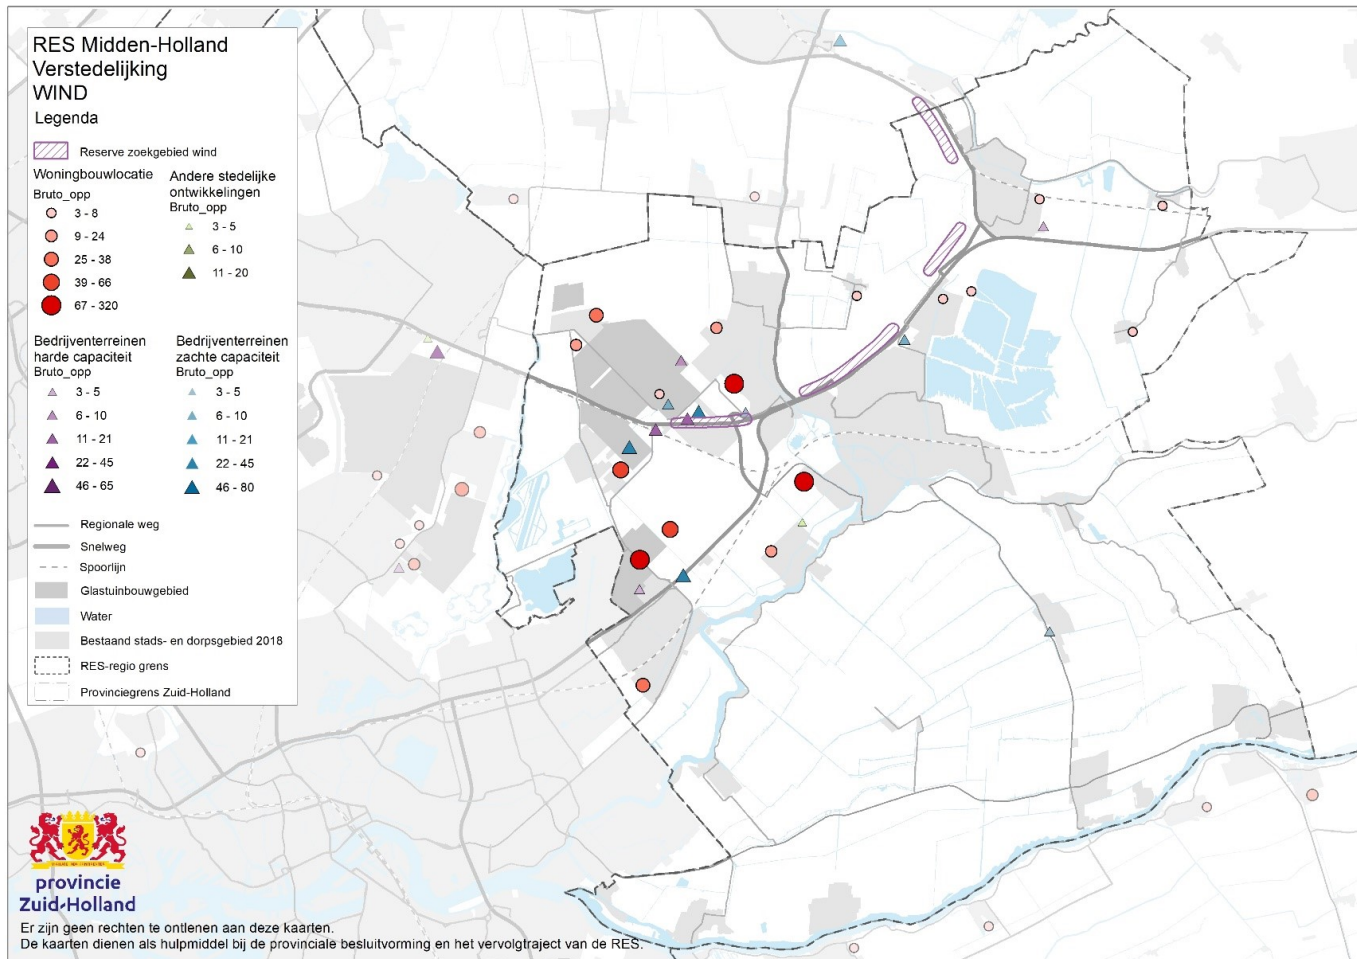 RES Midden-Holland
Verstedelijking
WIND
Legenda
Reserve zoekgebied wind
Woningbouwlocatie
Bruto_opp
3 - 8
9 - 24
25 - 38
39 - 66
67 - 320
Andere stedelijke
ontwikkelingen
Bruto_opp
3 - 5
6 - 10
11 - 20
Bedrijventerreinen
harde capaciteit
Bruto_opp
3 - 5
6 - 10
11 - 21
22 - 45
46 - 65
Bedrijventerreinen
zachte capaciteit
Bruto_opp
3 - 5
6 - 10
11 - 21
22 - 45
46 - 80
Regionale weg
Snelweg
Spoorlijn
Glastuinbouwgebied
Water
Bestaand stads- en dorpsgebied 2018
RES-regio grens
Provinciegrens Zuid-Holland
provincie
Zuid-Holland
Er zijn geen rechten te ontlenen aan deze kaarten.
De kaarten dienen als hulpmiddel bij de provinciale besluitvorming en het vervolgtraject van de RES.